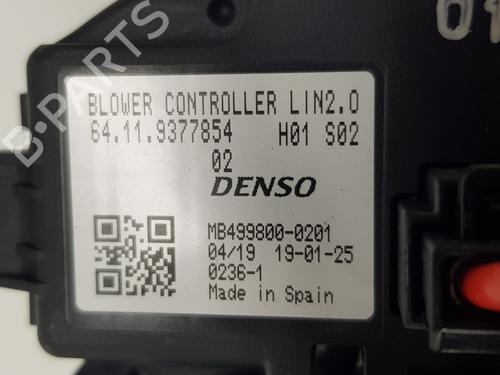 01
BLOWER CONTROLLER LIN2.0
64.11.9377854 H01 S02
02
DENSO
MB499800-0201
04/19 19-01-25
0236-1
Made in Spain